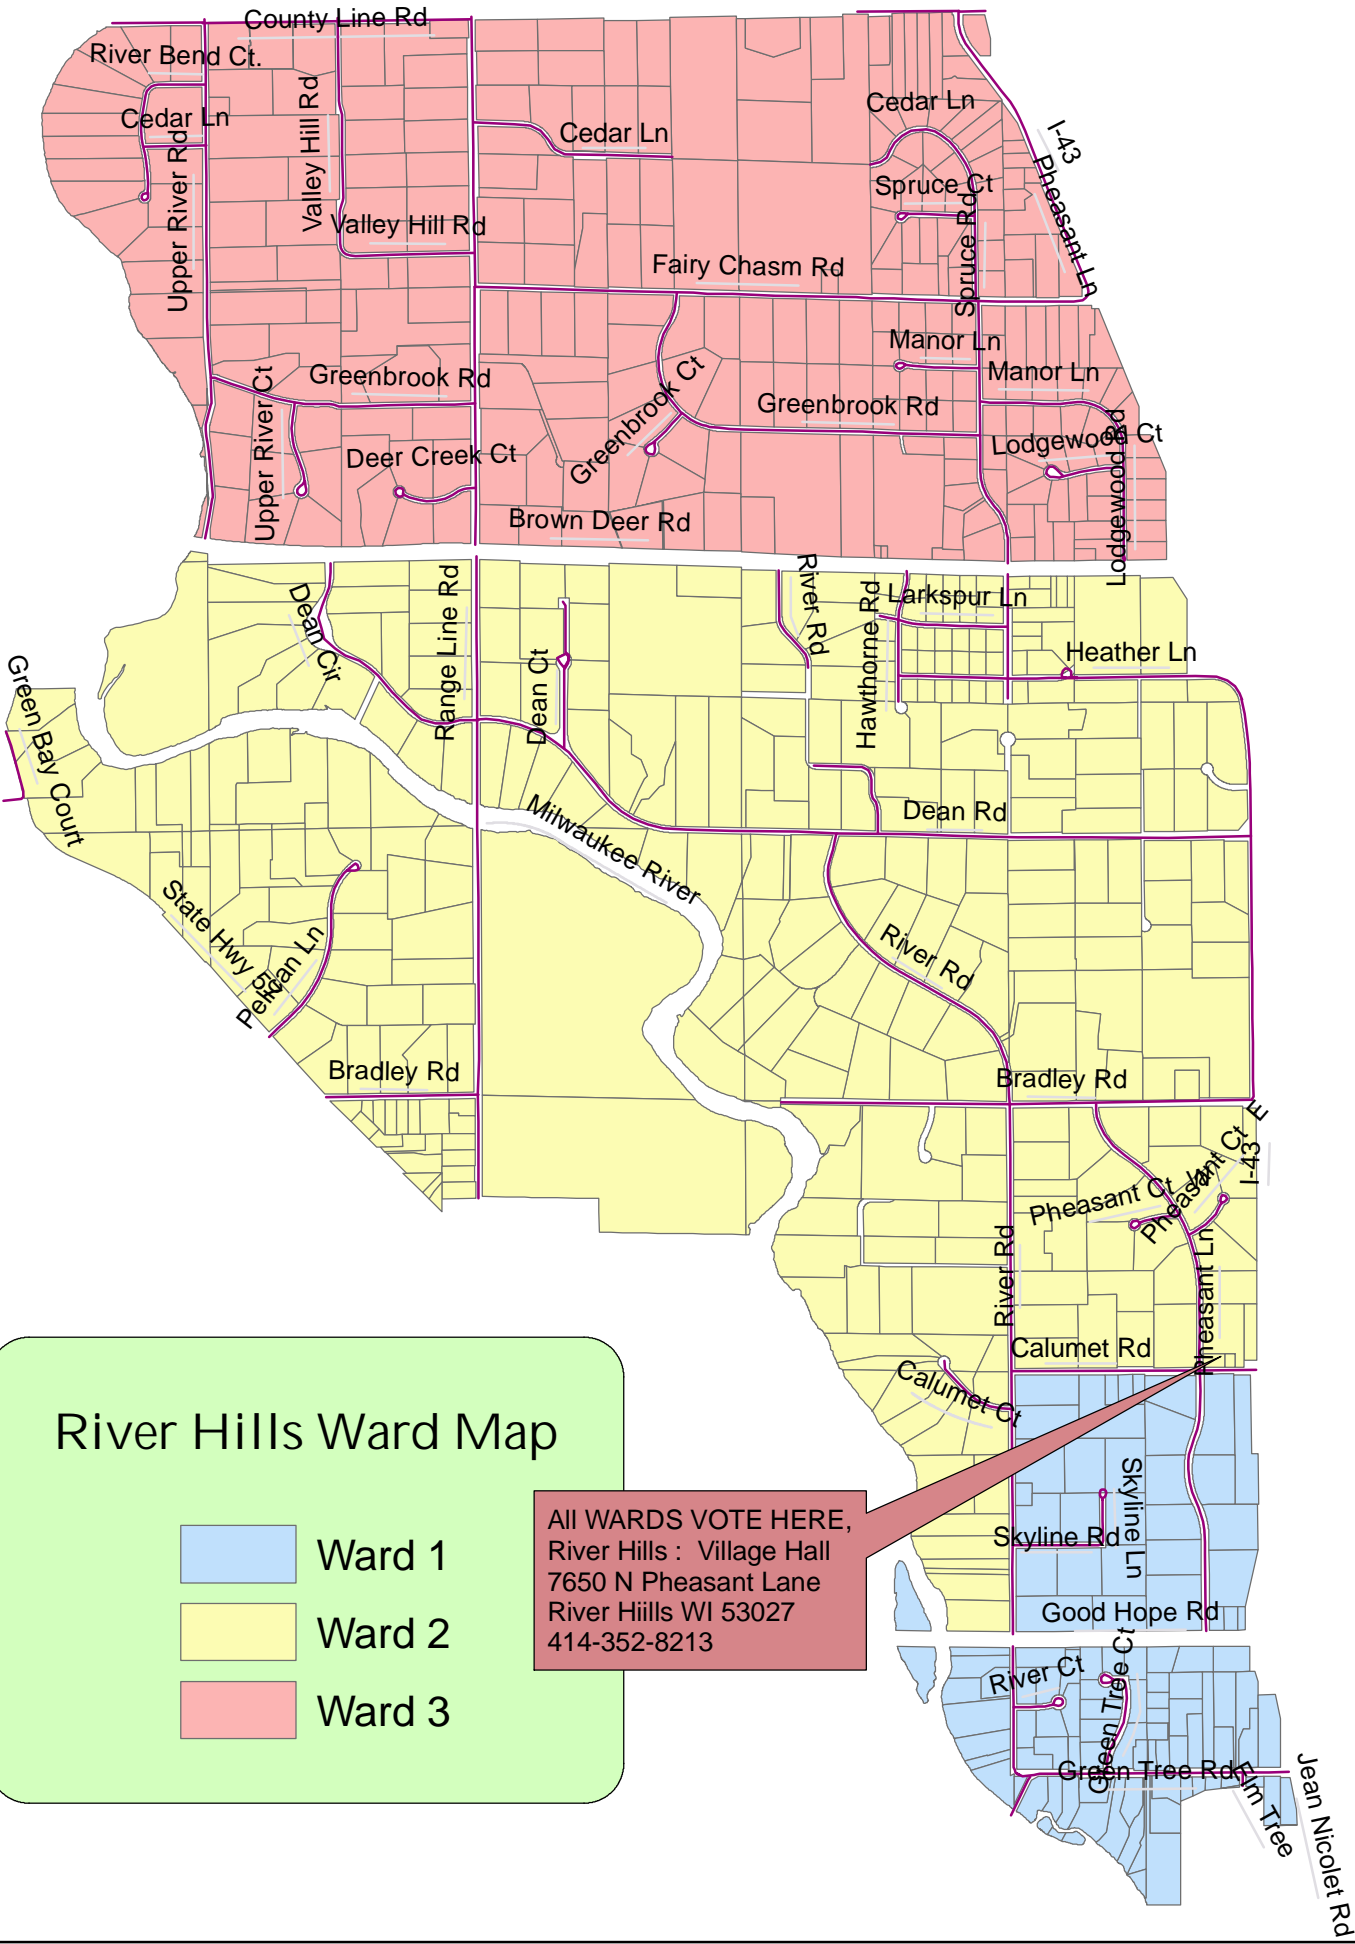 County Line Rd
River Bend Ct.
Cedar Ln
Upper River Rd
Valley Hill Rd
Valley Hill Rd
Cedar Ln
Cedar Ln
I-43
Pheasant Ln
Spruce Ct
Spruce Rd
Fairy Chasm Rd
Manor Ln
Manor Ln
Greenbrook Rd
Upper River Ct
Greenbrook Ct
Greenbrook Rd
Lodgewood Ct
Lodgewood Rd
Deer Creek Ct
Brown Deer Rd
Dean Cir
Range Line Rd
Dean Ct
River Rd
Hawthorne Rd
Larkspur Ln
Heather Ln
Green Bay Court
Milwaukee River
Dean Rd
State Hwy 57
Pelican Ln
River Rd
Bradley Rd
Bradley Rd
Pheasant Ct W
Pheasant Ct E
I-43
River Rd
Pheasant Ln
Calumet Rd
Calumet Ct
River Hills Ward Map
Ward 1
Ward 2
Ward 3
All WARDS VOTE HERE,
River Hills : Village Hall
7650 N Pheasant Lane
River Hiills WI 53027
414-352-8213
Skyline Ln
Skyline Rd
Good Hope Rd
River Ct
Green Tree Ct
Green Tree Rd
Elm Tree
Jean Nicolet Rd